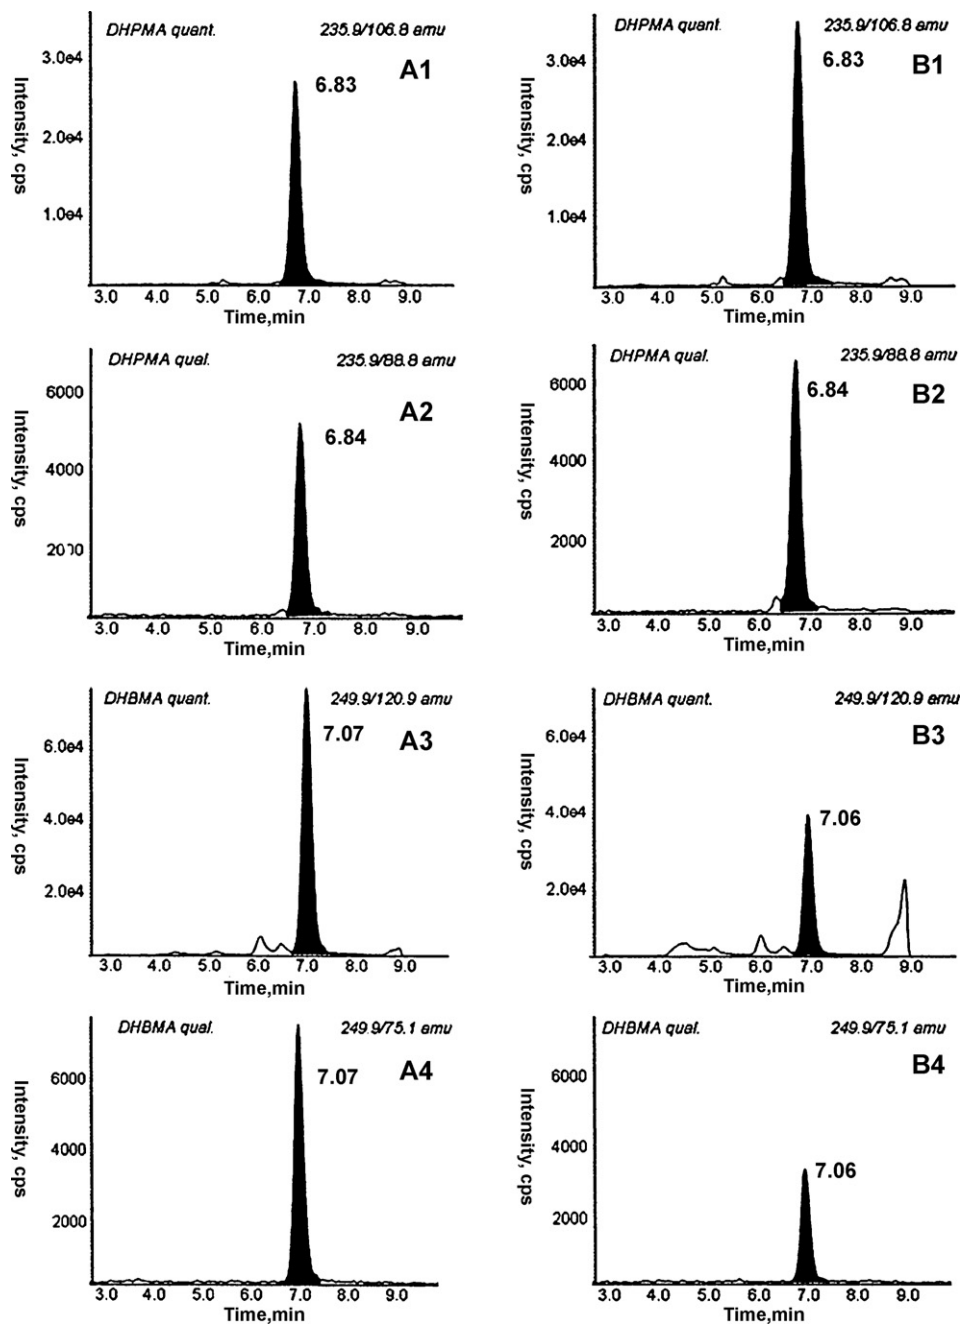 DHPMA quant. 235.9/106.8 amu
3.0e4
6.83
A1
Intensity, cps
2.0e4
1.0e4
3.0 4.0 5.0 6.0 7.0 8.0 9.0
Time,min
DHPMA quant. 235.9/106.8 amu
3.0e4
6.83
B1
Intensity, cps
2.0e4
1.0e4
3.0 4.0 5.0 6.0 7.0 8.0 9.0
Time,min
DHPMA qual. 235.9/88.8 amu
6000
A2
6.84
Intensity, cps
4000
2000
3.0 4.0 5.0 6.0 7.0 8.0 9.0
Time,min
DHPMA qual. 235.9/88.8 amu
6000
6.84
B2
Intensity, cps
4000
2000
3.0 4.0 5.0 6.0 7.0 8.0 9.0
Time,min
DHBMA quant. 249.9/120.9 amu
6.0e4
7.07
A3
Intensity, cps
4.0e4
2.0e4
3.0 4.0 5.0 6.0 7.0 8.0 9.0
Time,min
DHBMA quant. 249.9/120.9 amu
6.0e4
B3
Intensity, cps
4.0e4
7.06
2.0e4
3.0 4.0 5.0 6.0 7.0 8.0 9.0
Time,min
DHBMA qual. 249.9/75.1 amu
6000
7.07
A4
Intensity, cps
4000
2000
3.0 4.0 5.0 6.0 7.0 8.0 9.0
Time,min
DHBMA qual. 249.9/75.1 amu
6000
B4
Intensity, cps
4000
7.06
2000
3.0 4.0 5.0 6.0 7.0 8.0 9.0
Time,min